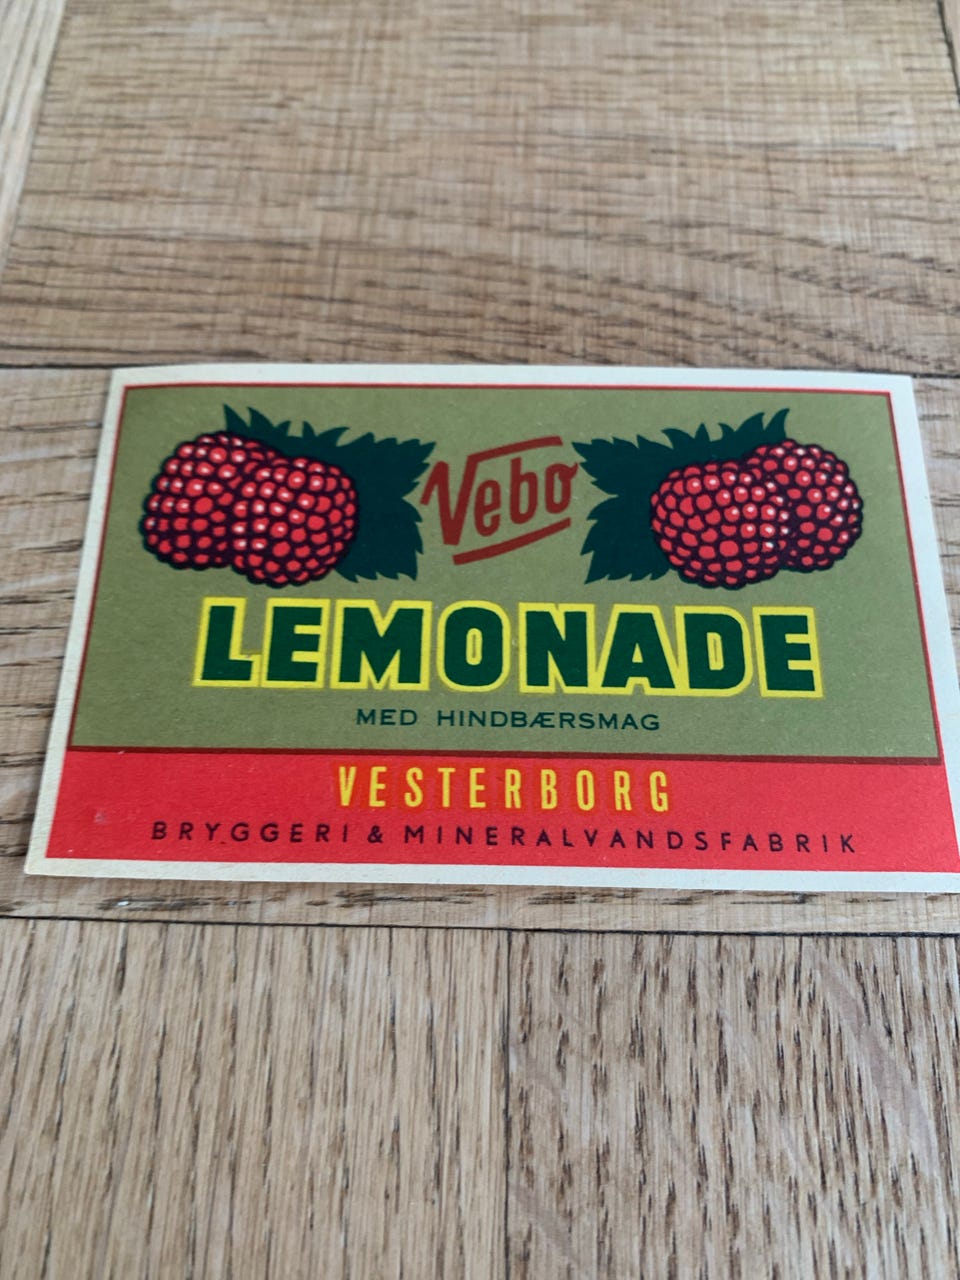 Vebo
LEMONADE
MED HINDBÆRSMAG
VESTERBORG
BRYGGERI & MINERALVANDSFABRIK